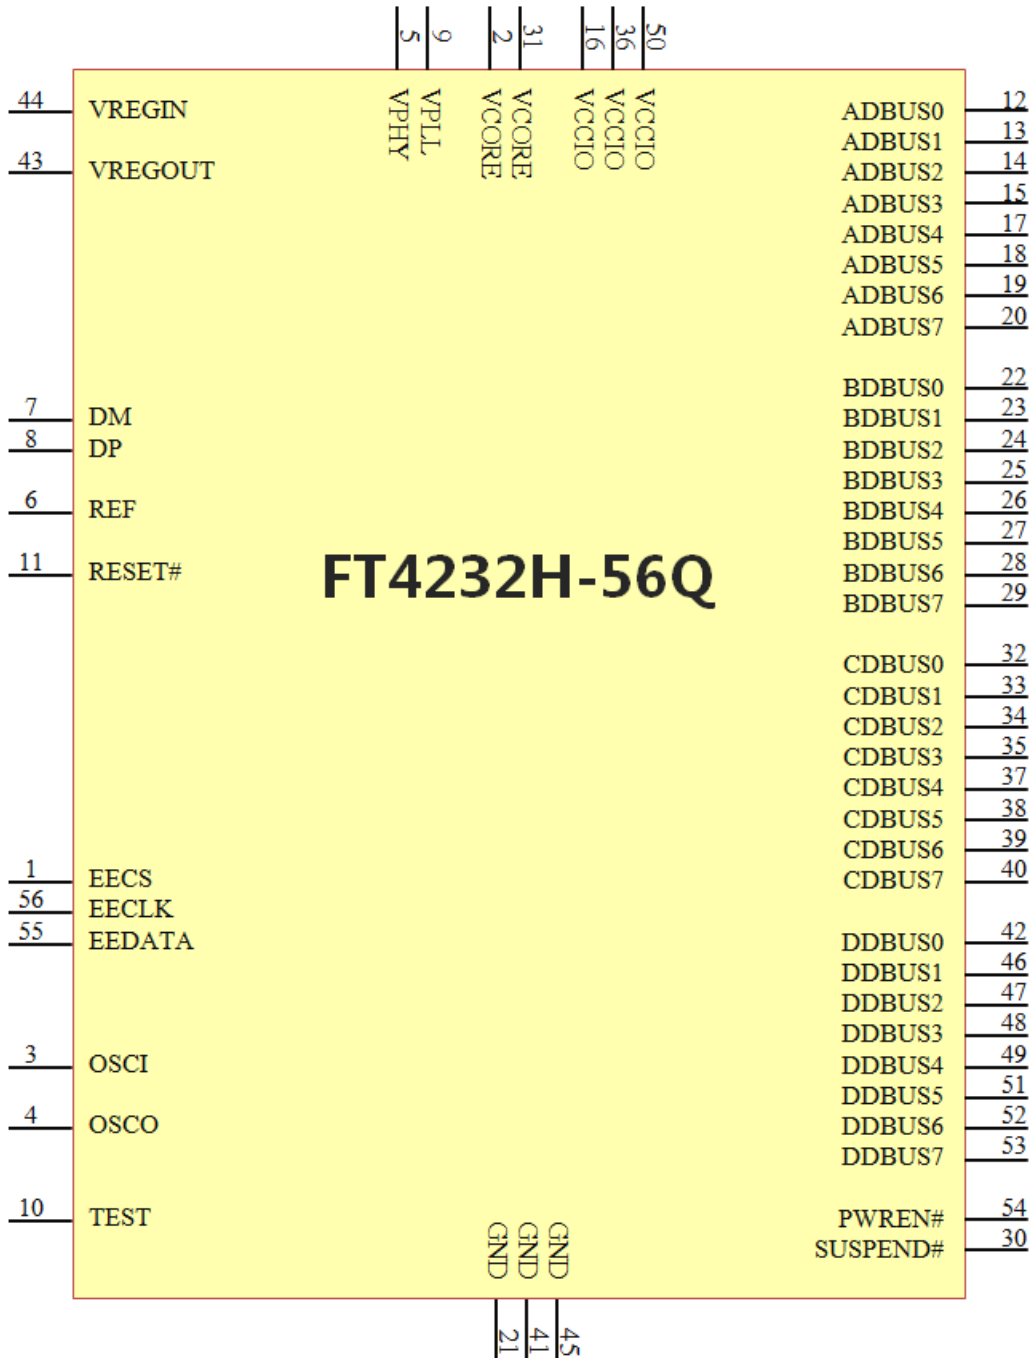 5 9 2 31 16 36 50
VPHY VPLL VCORE VCORE VCCIO VCCIO VCCIO
44 VREGIN
43 VREGOUT
7 DM
8 DP
6 REF
11 RESET#
1 EECS
56 EECLK
55 EEDATA
3 OSCI
4 OSCO
10 TEST
FT4232H-56Q
ADBUS0 12
ADBUS1 13
ADBUS2 14
ADBUS3 15
ADBUS4 17
ADBUS5 18
ADBUS6 19
ADBUS7 20
BDBUS0 22
BDBUS1 23
BDBUS2 24
BDBUS3 25
BDBUS4 26
BDBUS5 27
BDBUS6 28
BDBUS7 29
CDBUS0 32
CDBUS1 33
CDBUS2 34
CDBUS3 35
CDBUS4 37
CDBUS5 38
CDBUS6 39
CDBUS7 40
DDBUS0 42
DDBUS1 46
DDBUS2 47
DDBUS3 48
DDBUS4 49
DDBUS5 51
DDBUS6 52
DDBUS7 53
PWREN# 54
SUSPEND# 30
GND GND GND
21 41 45